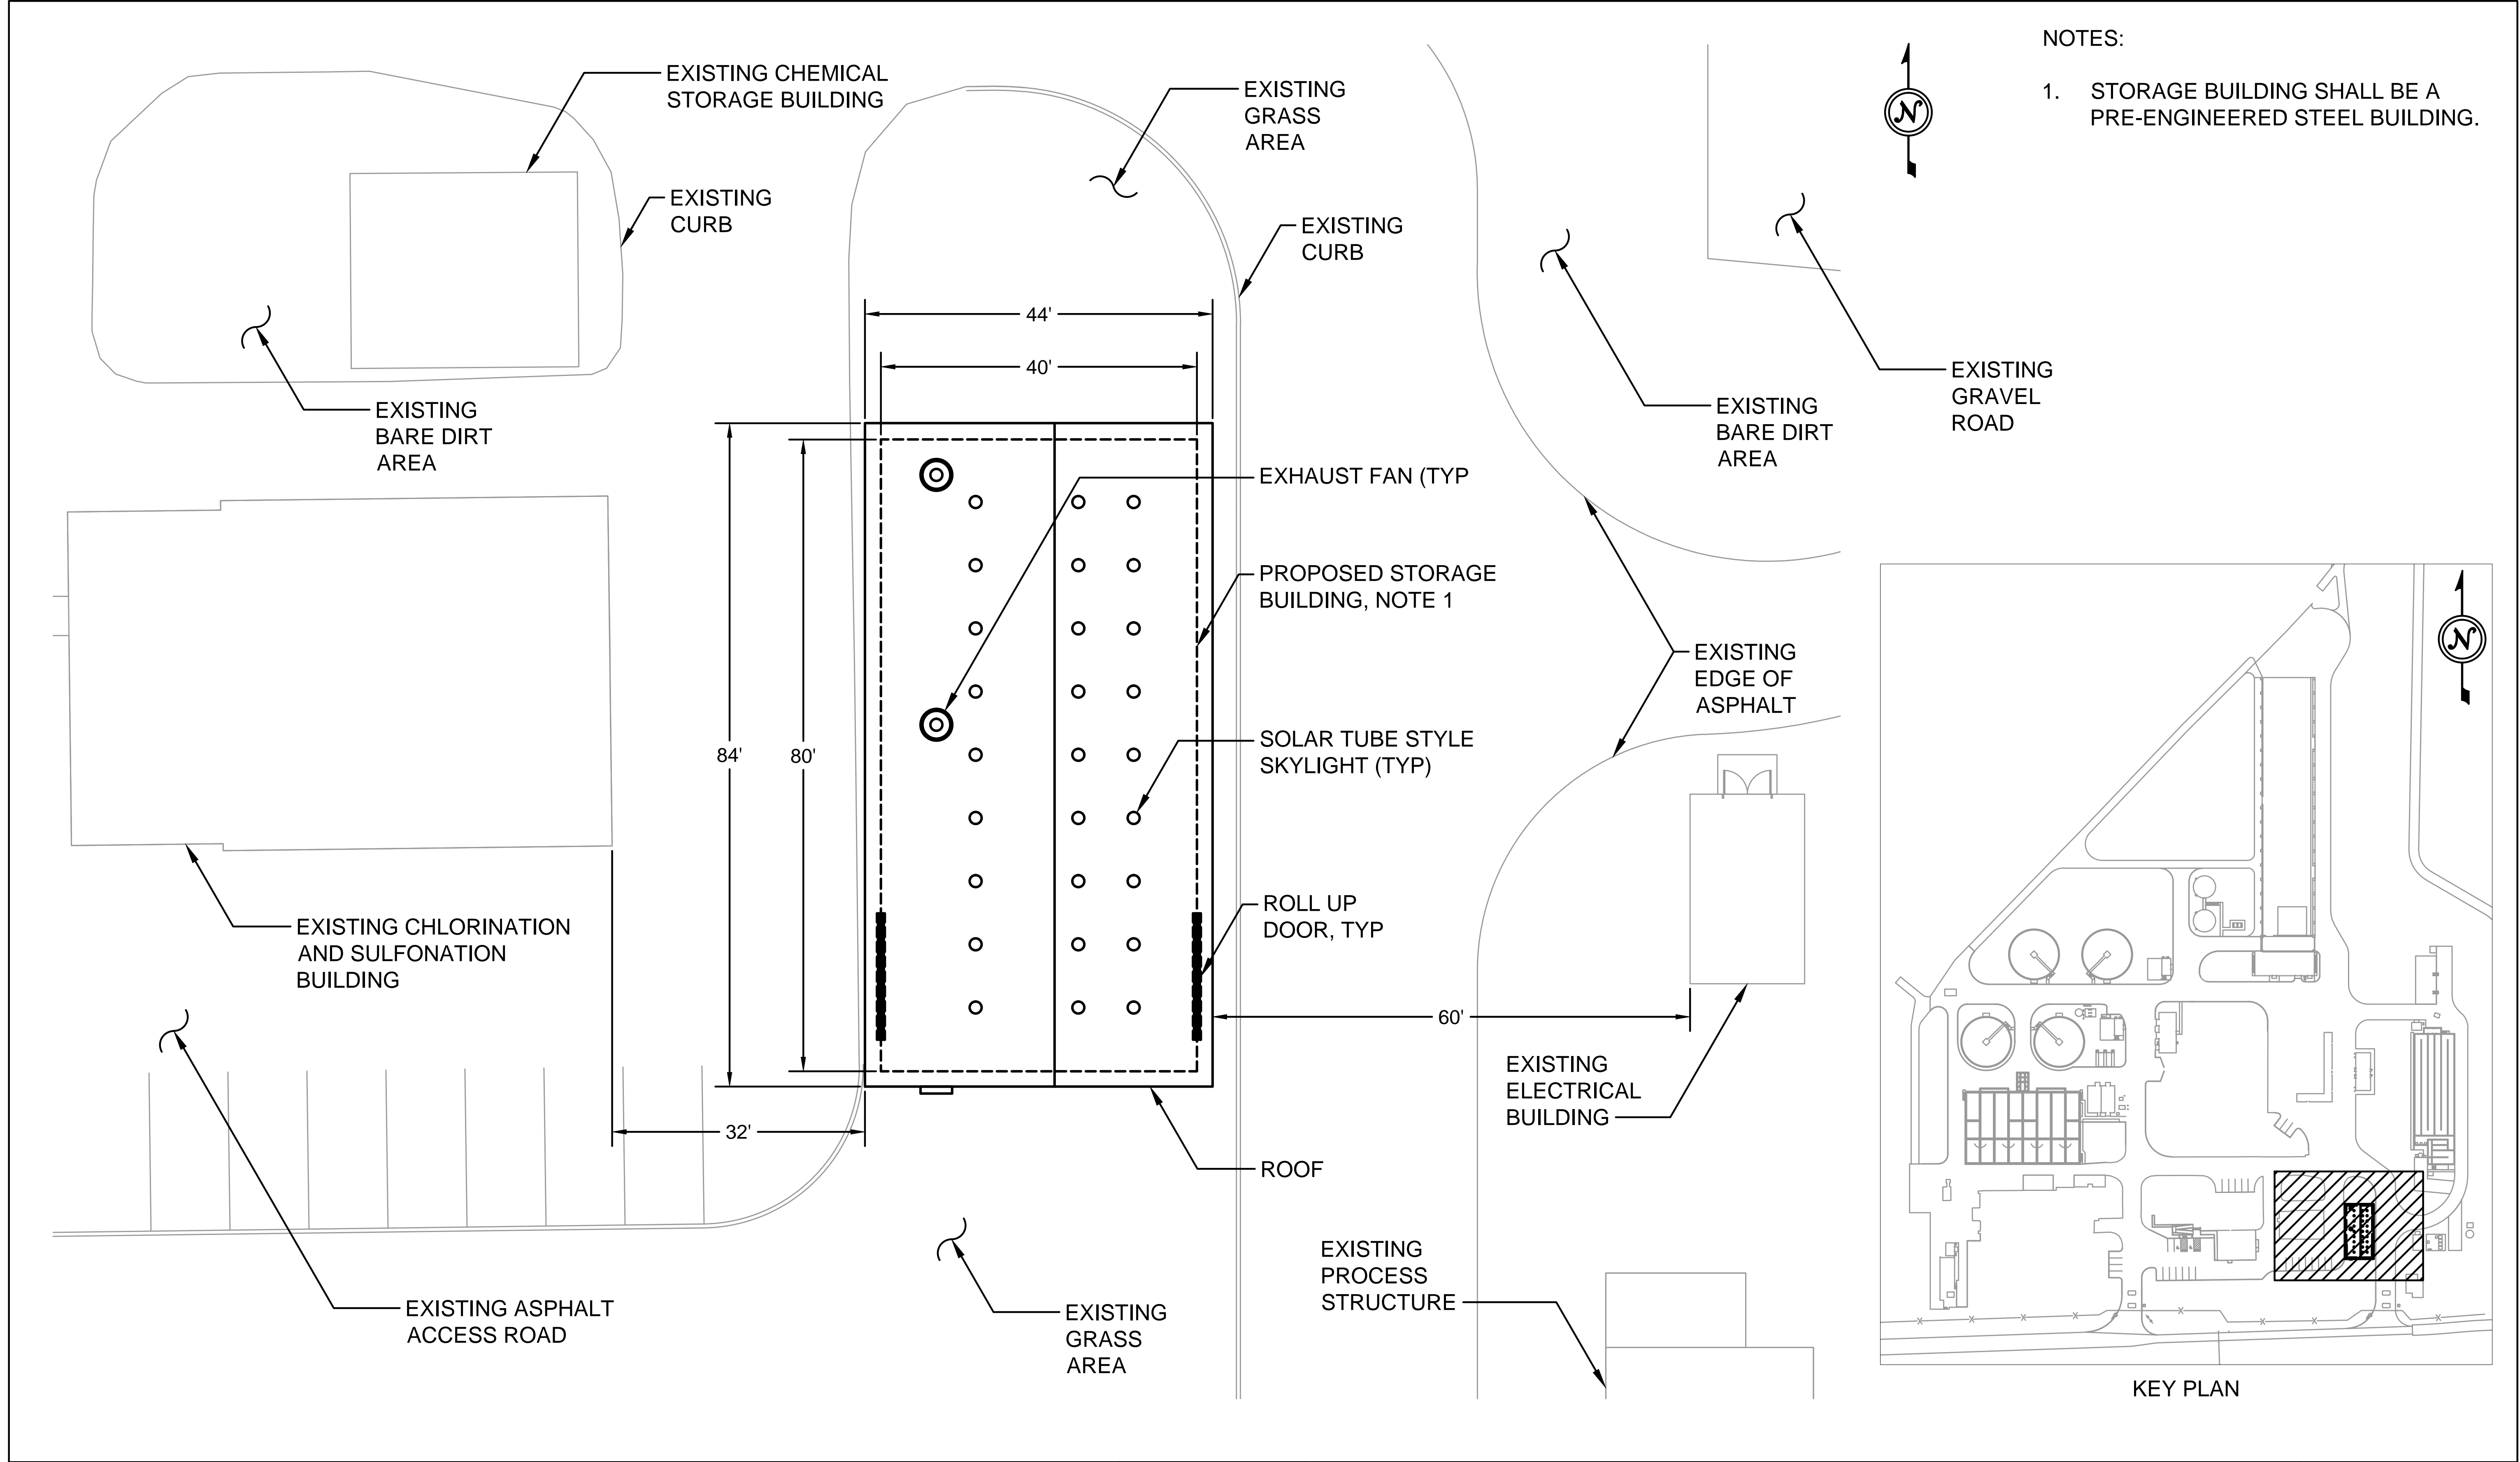 NOTES:
1. STORAGE BUILDING SHALL BE A
PRE-ENGINEERED STEEL BUILDING.
N
EXISTING CHEMICAL
STORAGE BUILDING
EXISTING
CURB
EXISTING
GRASS
AREA
EXISTING
CURB
44'
40'
EXISTING
BARE DIRT
AREA
EXISTING
BARE DIRT
AREA
EXISTING
GRAVEL
ROAD
EXHAUST FAN (TYP
PROPOSED STORAGE
BUILDING, NOTE 1
EXISTING
EDGE OF
ASPHALT
84'
80'
SOLAR TUBE STYLE
SKYLIGHT (TYP)
ROLL UP
DOOR, TYP
EXISTING CHLORINATION
AND SULFONATION
BUILDING
60'
32'
EXISTING
ELECTRICAL
BUILDING
ROOF
EXISTING ASPHALT
ACCESS ROAD
EXISTING
GRASS
AREA
EXISTING
PROCESS
STRUCTURE
N
KEY PLAN